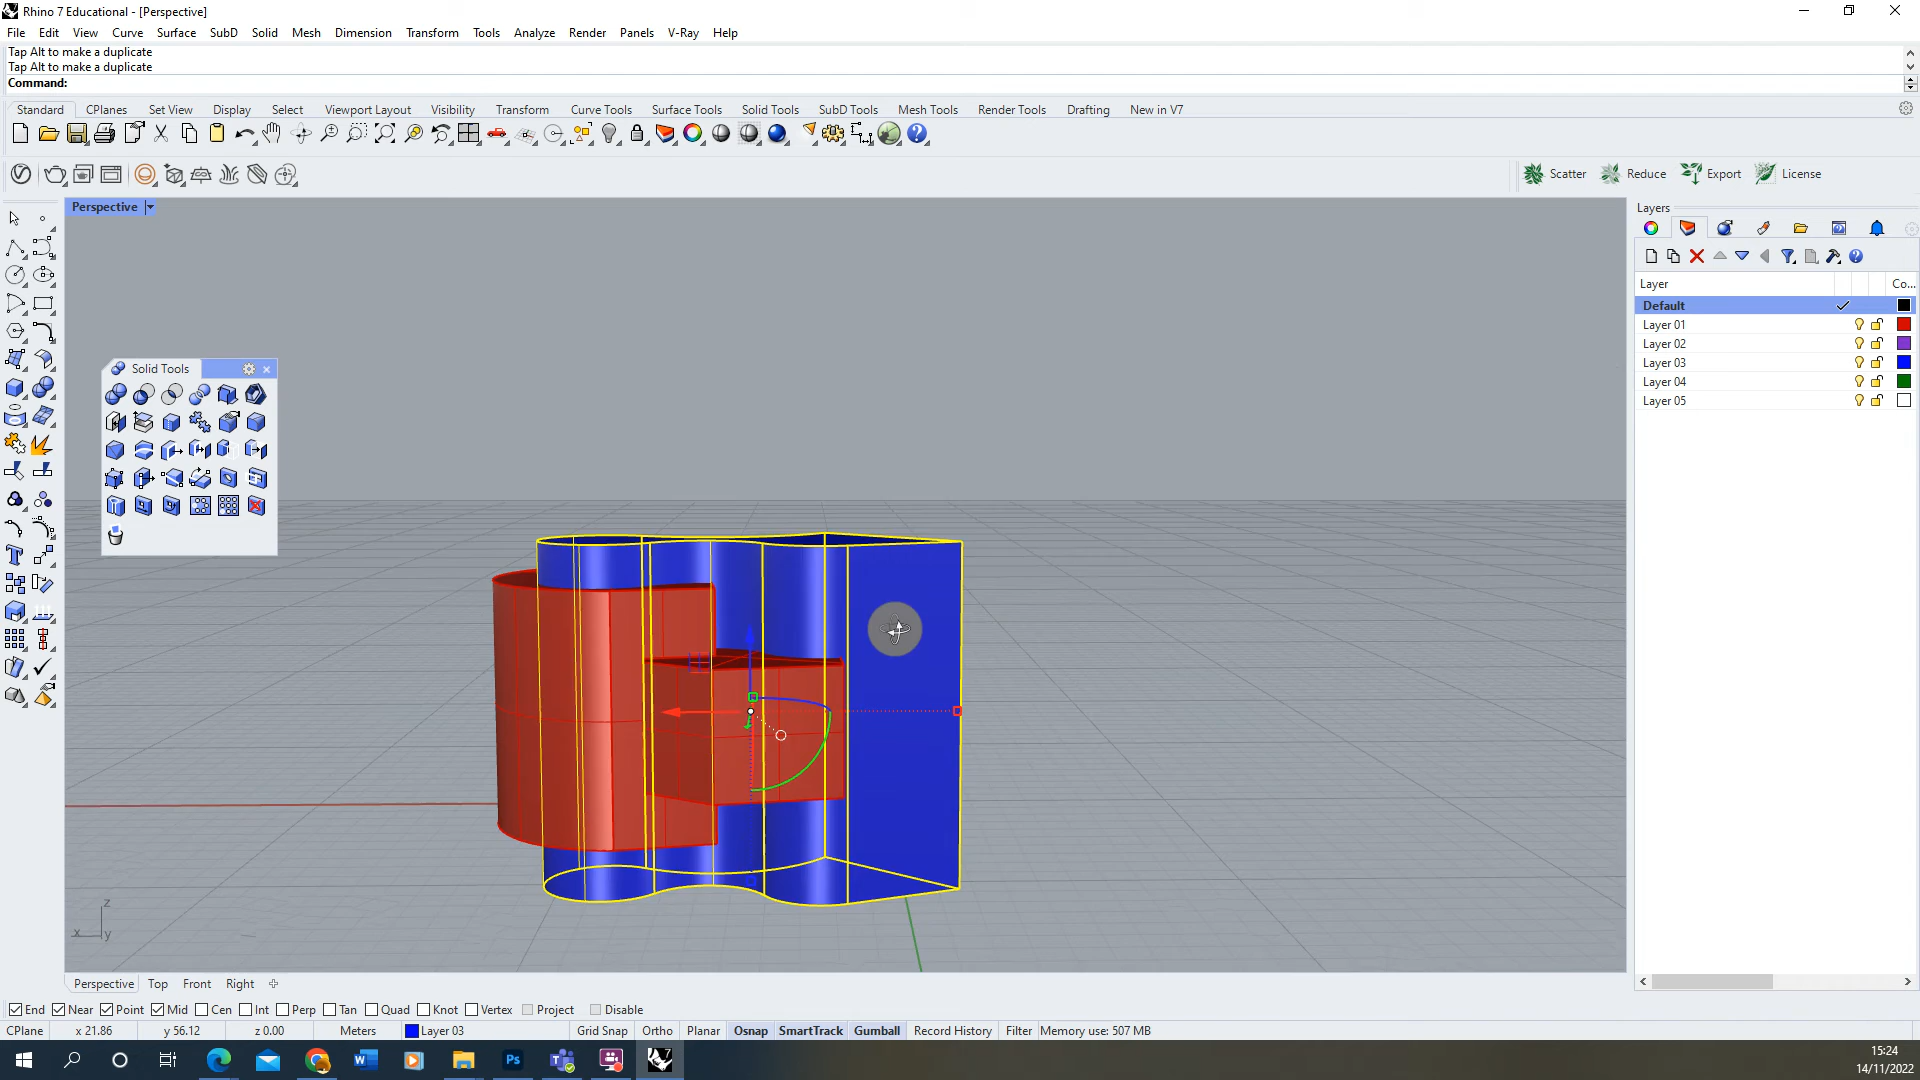 Rhino 7 Educational - [Perspective]
File Edit View Curve Surface SubD Solid Mesh Dimension Transform Tools Analyze Render Panels V-Ray Help
Tap Alt to make a duplicate
Tap Alt to make a duplicate
Command:
Standard CPlanes Set View Display Select Viewport Layout Visibility Transform Curve Tools Surface Tools Solid Tools SubD Tools Mesh Tools Render Tools Drafting New in V7
Scatter Reduce Export License
Perspective
Layers
Layer Co...
Default
Layer 01
Layer 02
Layer 03
Layer 04
Layer 05
Solid Tools
z
x y
Perspective Top Front Right
End Near Point Mid Cen Int Perp Tan Quad Knot Vertex Project Disable
CPlane x 21.86 y 56.12 z 0.00 Meters Layer 03 Grid Snap Ortho Planar Osnap SmartTrack Gumball Record History Filter Memory use: 507 MB
15:24
14/11/2022